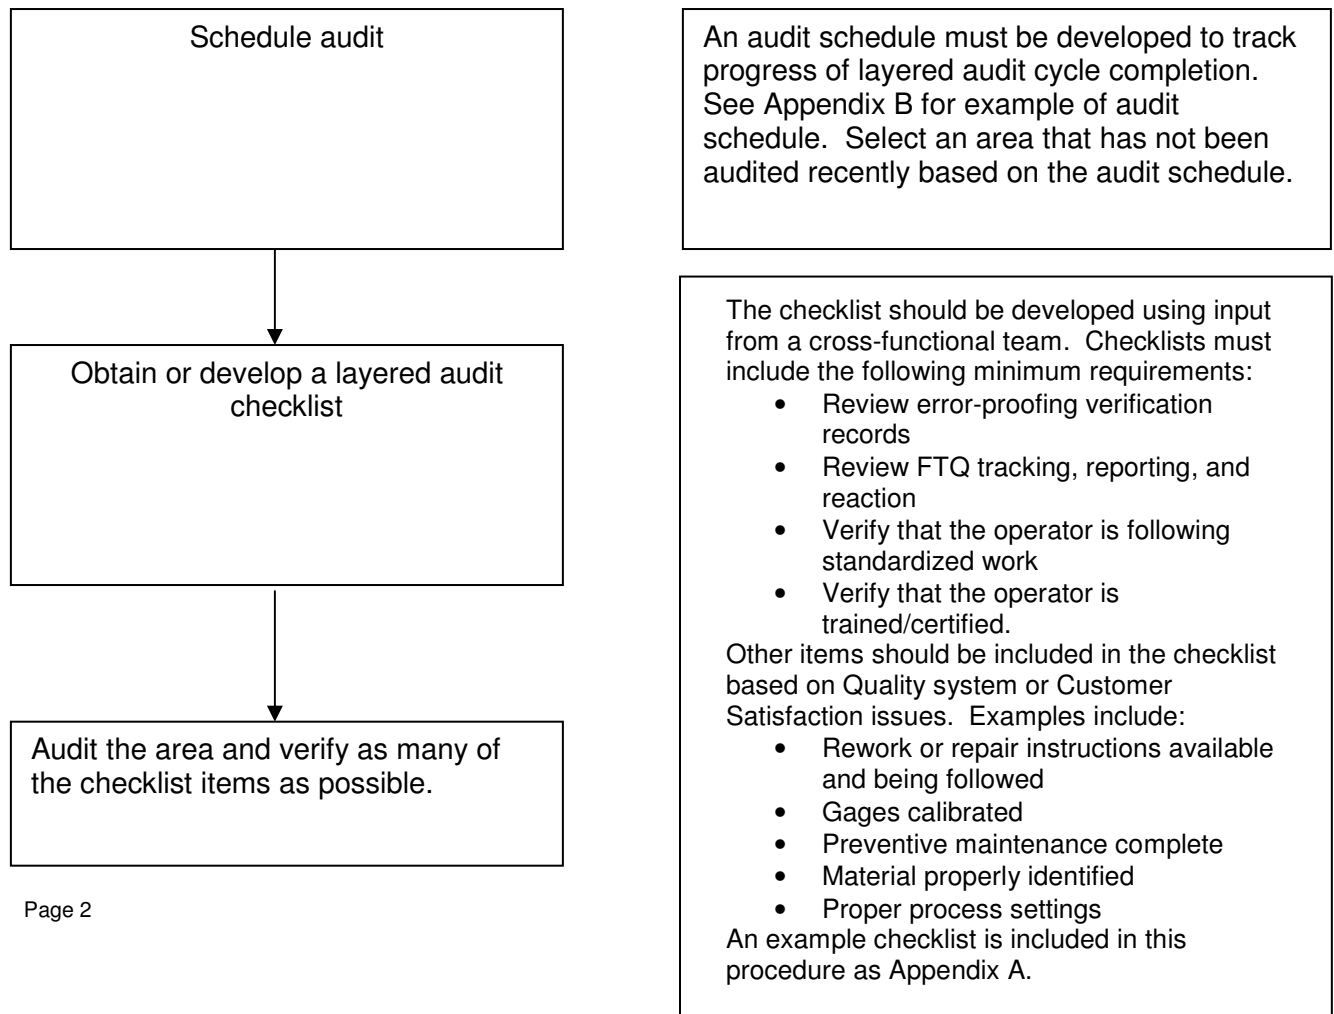 Schedule audit
An audit schedule must be developed to track
progress of layered audit cycle completion.
See Appendix B for example of audit
schedule.  Select an area that has not been
audited recently based on the audit schedule.
Obtain or develop a layered audit
checklist
The checklist should be developed using input
from a cross-functional team.  Checklists must
include the following minimum requirements:
• Review error-proofing verification
records
• Review FTQ tracking, reporting, and
reaction
• Verify that the operator is following
standardized work
• Verify that the operator is
trained/certified.
Other items should be included in the checklist
based on Quality system or Customer
Satisfaction issues.  Examples include:
• Rework or repair instructions available
and being followed
• Gages calibrated
• Preventive maintenance complete
• Material properly identified
• Proper process settings
An example checklist is included in this
procedure as Appendix A.
Audit the area and verify as many of
the checklist items as possible.
Page 2